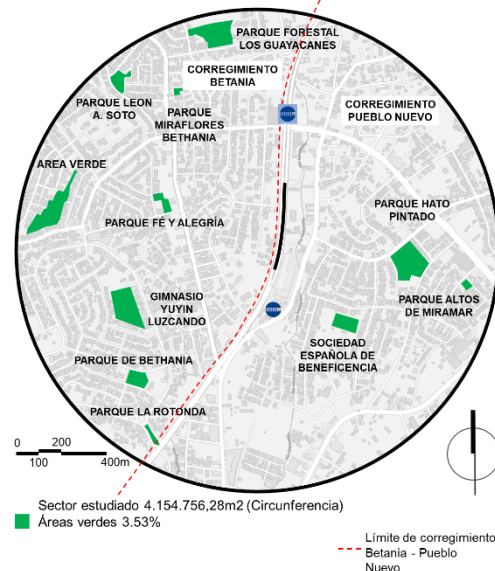 PARQUE FORESTAL
LOS GUAYACANES
CORREGIMIENTO
BETANIA
PARQUE LEON
A. SOTO
CORREGIMIENTO
PUEBLO NUEVO
PARQUE
MIRAFLORES
BETHANIA
AREA VERDE
PARQUE HATO
PINTADO
PARQUE FÉ Y ALEGRÍA
GIMNASIO
YUYIN
LUZCANDO
PARQUE ALTOS
DE MIRAMAR
SOCIEDAD
ESPAÑOLA DE
BENEFICENCIA
PARQUE DE BETHANIA
PARQUE LA ROTONDA
0 200
100 400m
Sector estudiado 4.154.756,28m2 (Circunferencia)
Áreas verdes 3.53%
Límite de corregimiento
Betania - Pueblo
Nuevo